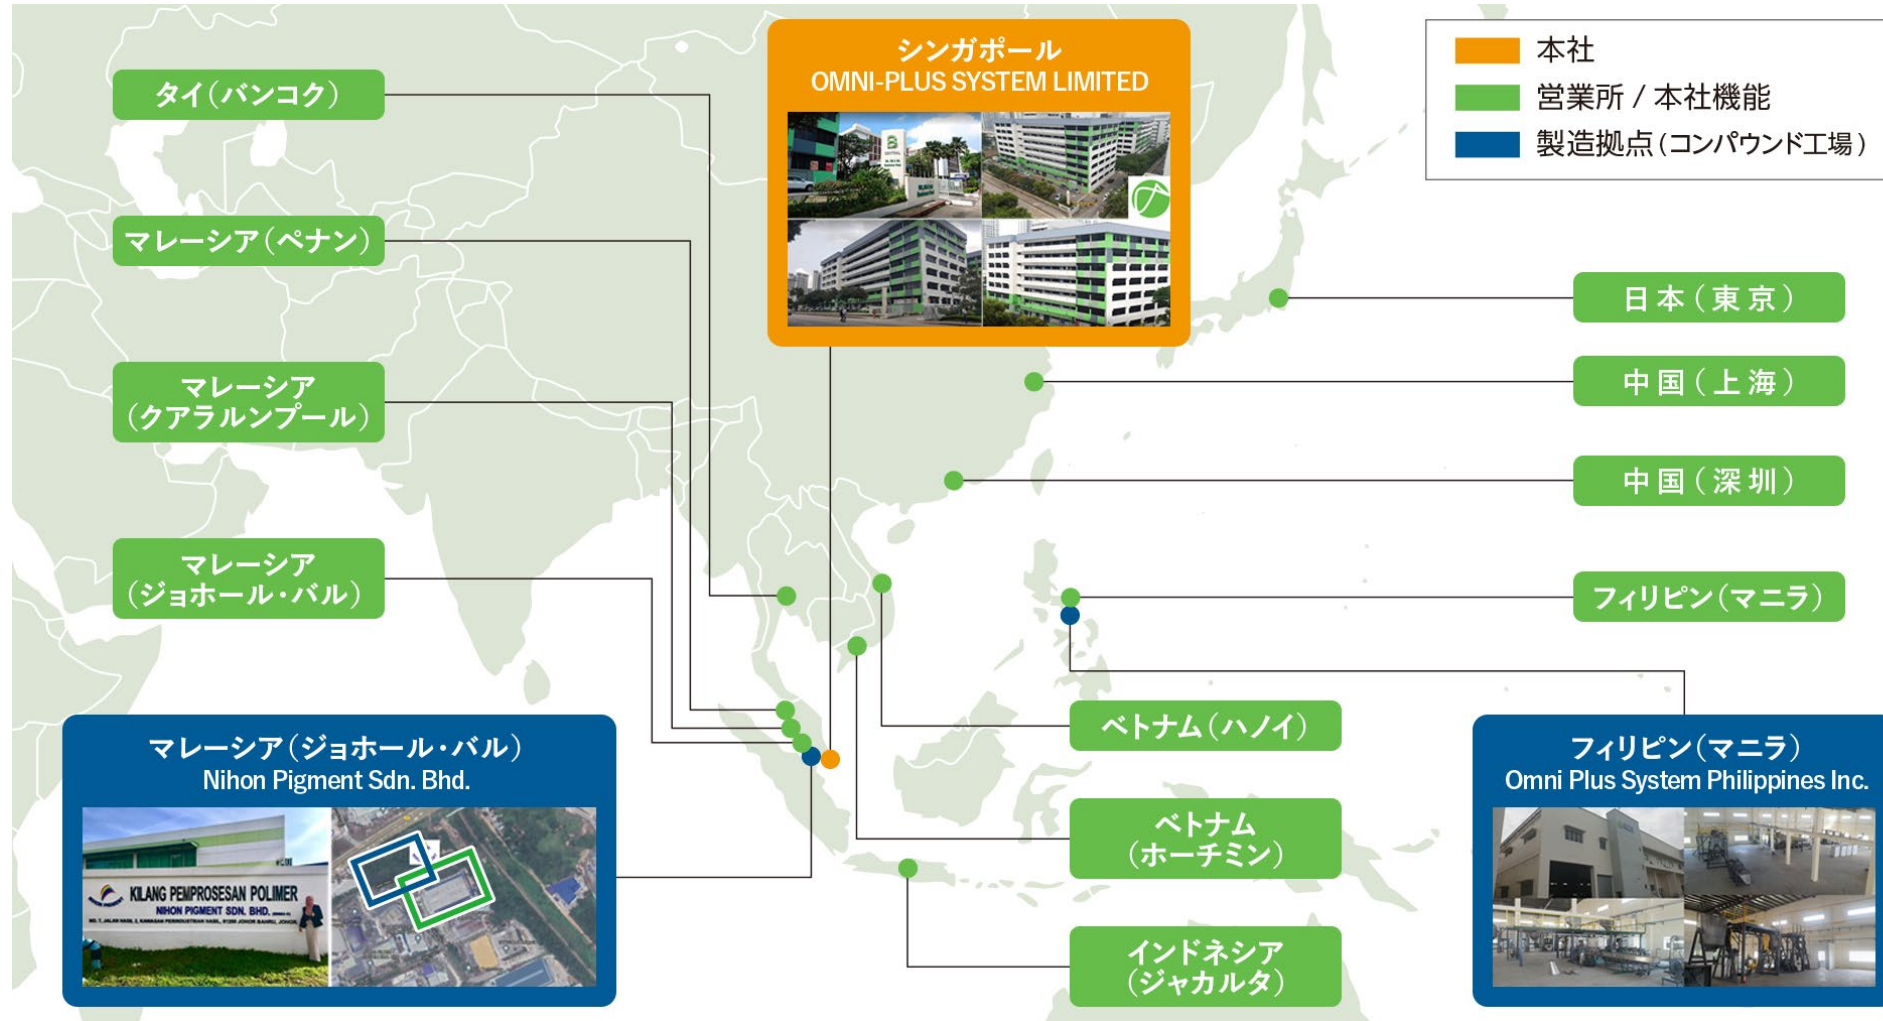 シンガポール
OMNI-PLUS SYSTEM LIMITED
本社
営業所 / 本社機能
製造拠点(コンパウンド工場)
タイ(バンコク)
マレーシア(ペナン)
マレーシア
(クアラルンプール)
マレーシア
(ジョホール・バル)
日本(東京)
中国(上海)
中国(深圳)
フィリピン(マニラ)
ベトナム(ハノイ)
ベトナム
(ホーチミン)
インドネシア
(ジャカルタ)
マレーシア(ジョホール・バル)
Nihon Pigment Sdn. Bhd.
KILANG PEMPROSESAN POLIMER
NIHON PIGMENT SDN. BHD.
フィリピン(マニラ)
Omni Plus System Philippines Inc.